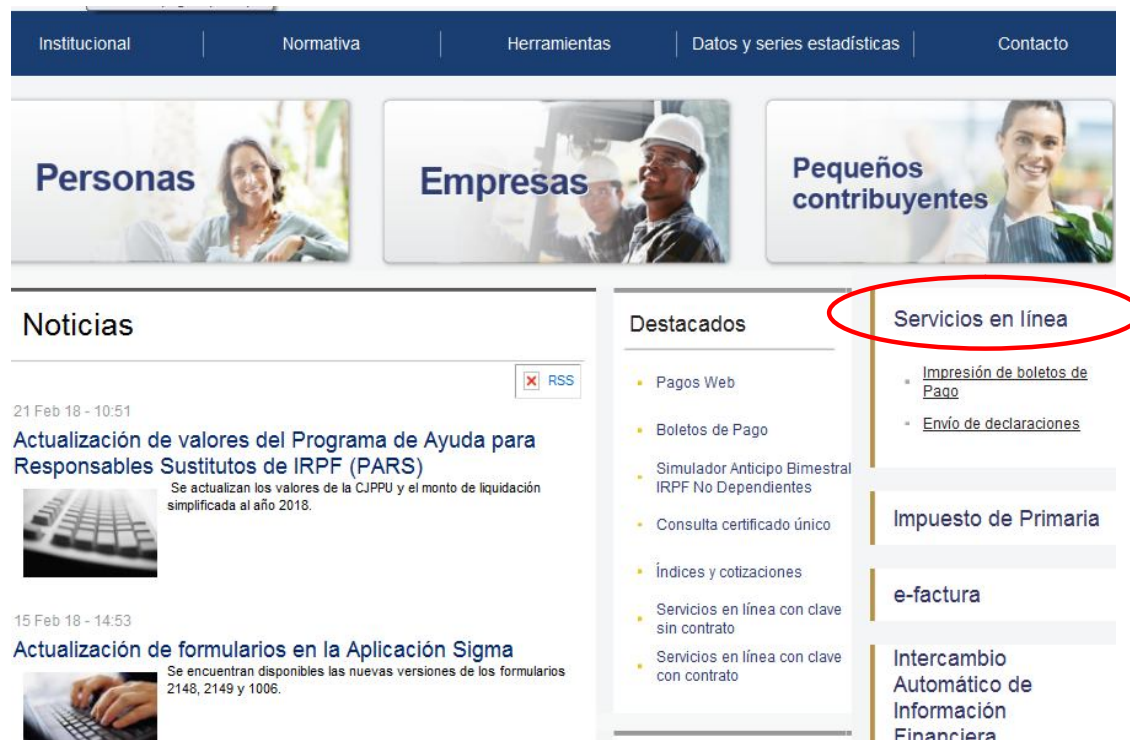 Institucional
Normativa
Herramientas
Datos y series estadísticas
Contacto
Personas
Empresas
Pequeños
contribuyentes
Noticias
RSS
21 Feb 18 - 10:51
Actualización de valores del Programa de Ayuda para
Responsables Sustitutos de IRPF (PARS)
Se actualizan los valores de la CJPPU y el monto de liquidación
simplificada al año 2018.
15 Feb 18 - 14:53
Actualización de formularios en la Aplicación Sigma
Se encuentran disponibles las nuevas versiones de los formularios
2148, 2149 y 1006.
Destacados
Pagos Web
Boletos de Pago
Simulador Anticipo Bimestral
IRPF No Dependientes
Consulta certificado único
Índices y cotizaciones
Servicios en línea con clave
sin contrato
Servicios en línea con clave
con contrato
Servicios en línea
Impresión de boletos de
Pago
Envío de declaraciones
Impuesto de Primaria
e-factura
Intercambio
Automático de
Información
Financiera